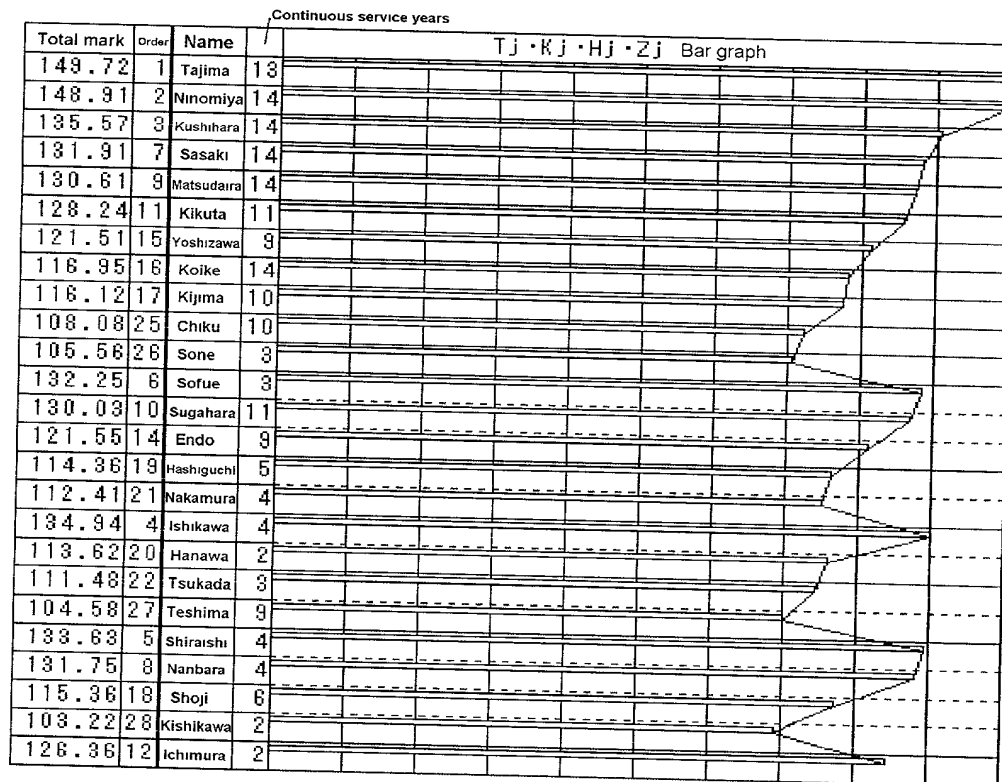 Continuous service years
Total mark Order Name Tj・Kj・Hj・Zj Bar graph
149.72 1 Tajima 13
148.91 2 Ninomiya 14
135.57 3 Kushihara 14
131.91 7 Sasaki 14
130.61 9 Matsudaira 14
128.24 11 Kikuta 11
121.51 15 Yoshizawa 9
116.95 16 Koike 14
116.12 17 Kijima 10
108.08 25 Chiku 10
105.56 26 Sone 3
132.25 6 Sofue 3
130.03 10 Sugahara 11
121.55 14 Endo 9
114.36 19 Hashiguchi 5
112.41 21 Nakamura 4
134.94 4 Ishikawa 4
113.62 20 Hanawa 2
111.48 22 Tsukada 3
104.58 27 Teshima 9
133.63 5 Shiraishi 4
131.75 8 Nanbara 4
115.36 18 Shoji 6
103.22 28 Kishikawa 2
126.36 12 Ichimura 2